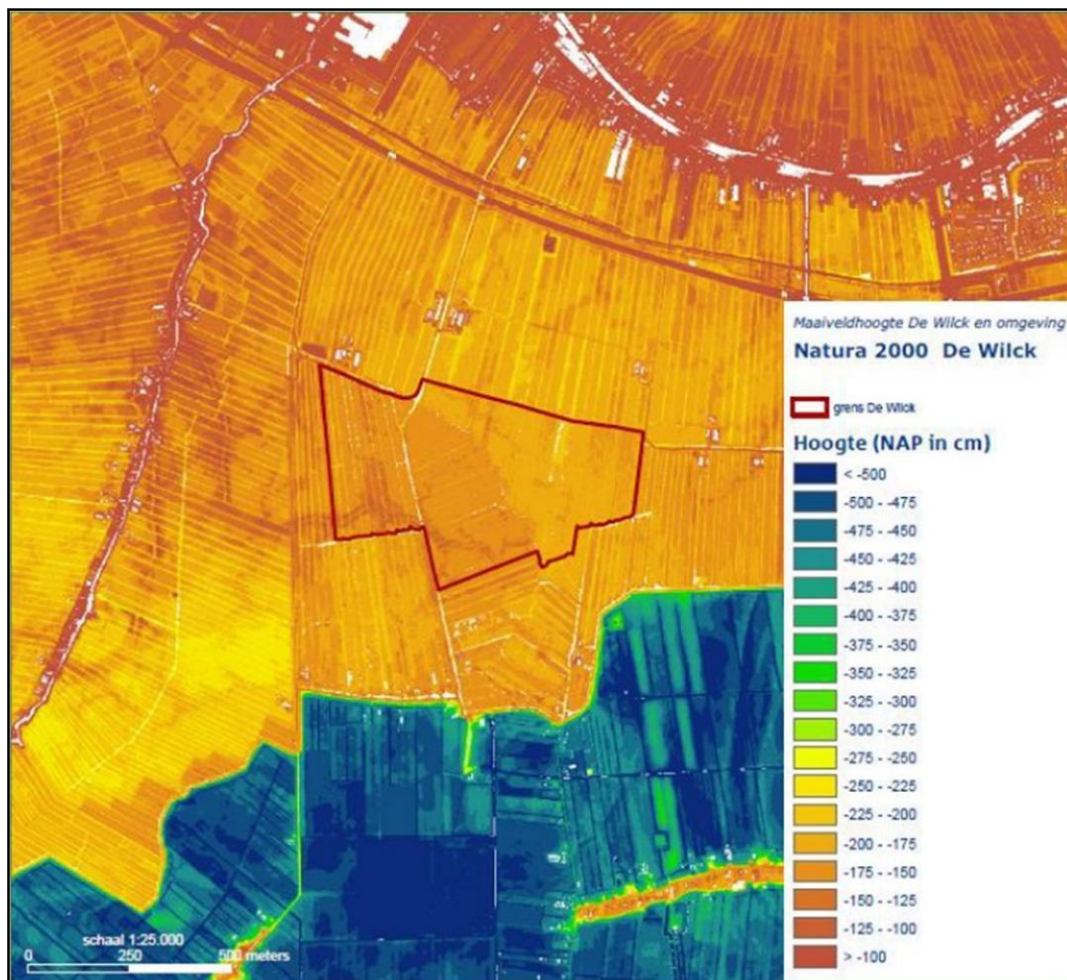 Maaiveldhoogte De Wilck en omgeving
Natura 2000 De Wilck
grens De Wilck
Hoogte (NAP in cm)
< -500
-500 - -475
-475 - -450
-450 - -425
-425 - -400
-400 - -375
-375 - -350
-350 - -325
-325 - -300
-300 - -275
-275 - -250
-250 - -225
-225 - -200
-200 - -175
-175 - -150
-150 - -125
-125 - -100
> -100
schaal 1:25.000
0 250 500 meters